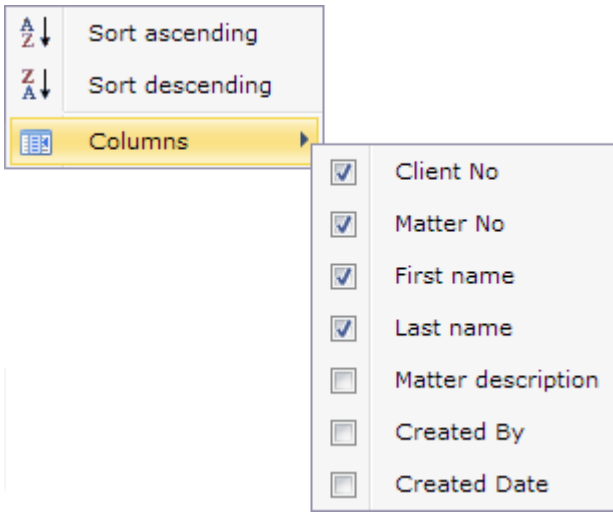 Sort ascending
Sort descending
Columns
Client No
Matter No
First name
Last name
Matter description
Created By
Created Date